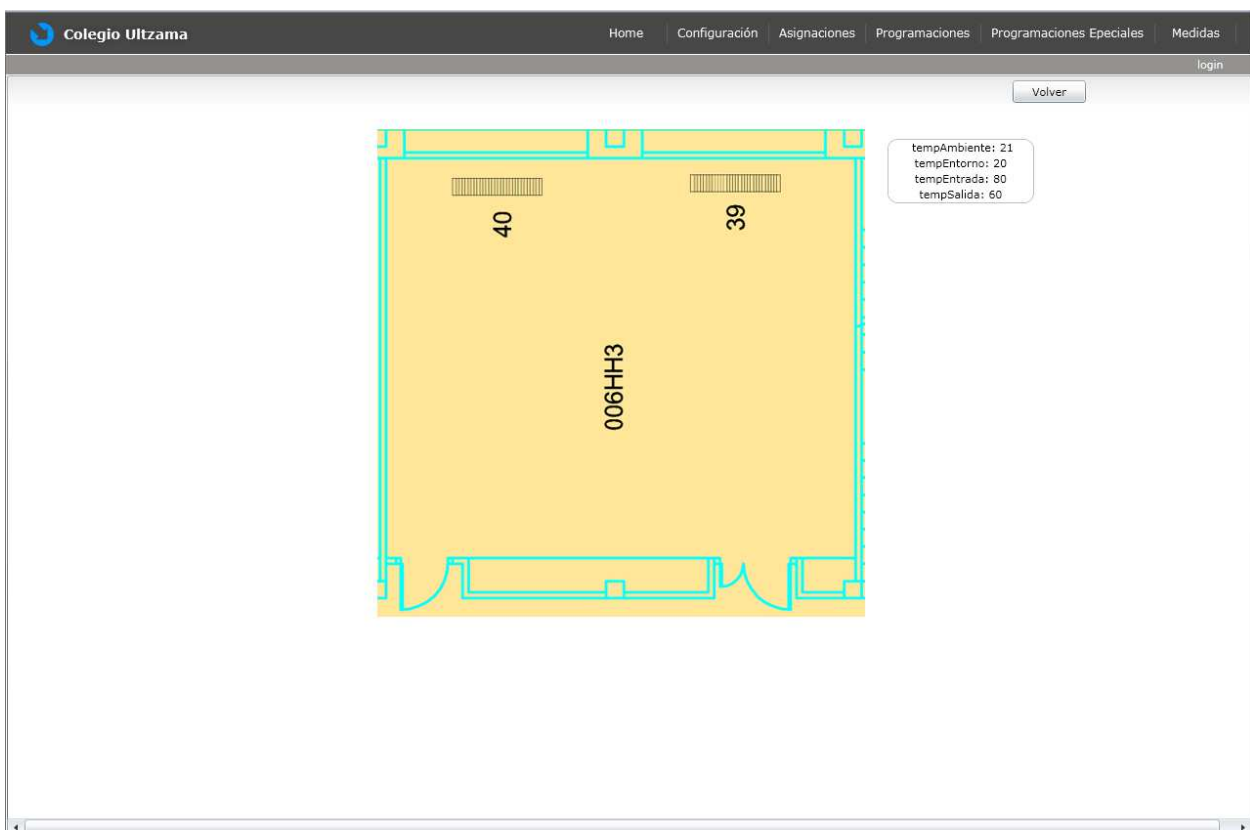 Colegio Ultzama
Home Configuración Asignaciones Programaciones Programaciones Epeciales Medidas
login
Volver
tempAmbiente: 21
tempEntorno: 20
tempEntrada: 80
tempSalida: 60
40
39
006HH3